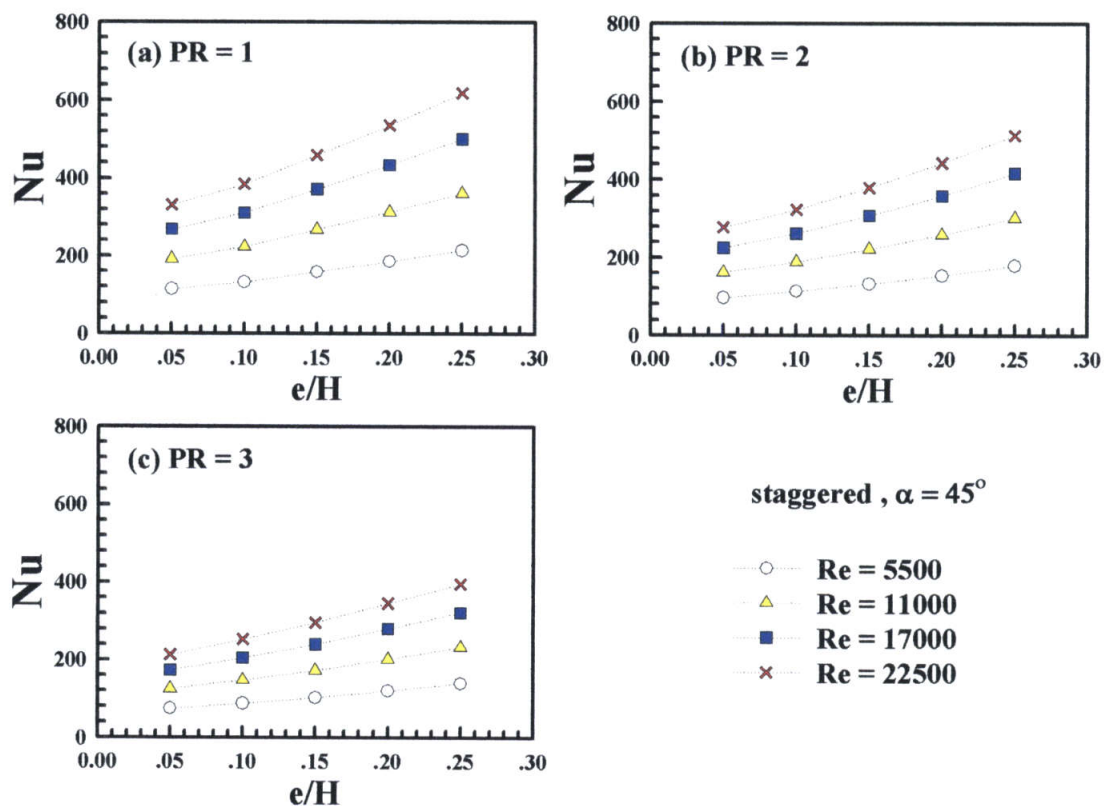 800
(a) PR = 1
600
Nu
400
200
0
0.00 .05 .10 .15 .20 .25 .30
e/H
800
(b) PR = 2
600
Nu
400
200
0
0.00 .05 .10 .15 .20 .25 .30
e/H
800
(c) PR = 3
600
Nu
400
200
0
0.00 .05 .10 .15 .20 .25 .30
e/H
staggered , α = 45°
Re = 5500
Re = 11000
Re = 17000
Re = 22500